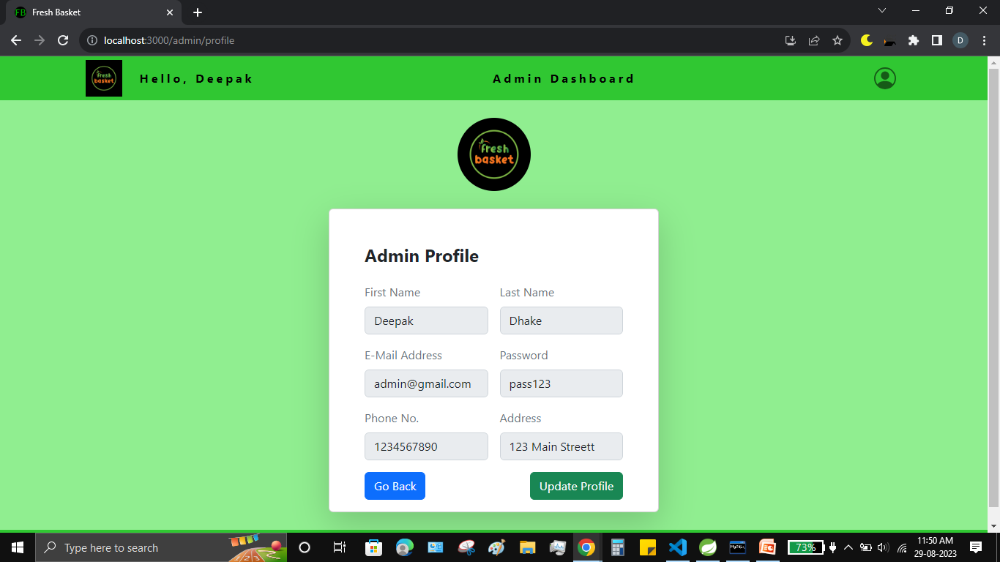 FB Fresh Basket
localhost:3000/admin/profile
D
fresh basket
Hello, Deepak
Admin Dashboard
fresh
basket
Admin Profile
First Name Last Name
Deepak Dhake
E-Mail Address Password
admin@gmail.com pass123
Phone No. Address
1234567890 123 Main Streett
Go Back Update Profile
Type here to search
MySQL
73%
11:50 AM
29-08-2023